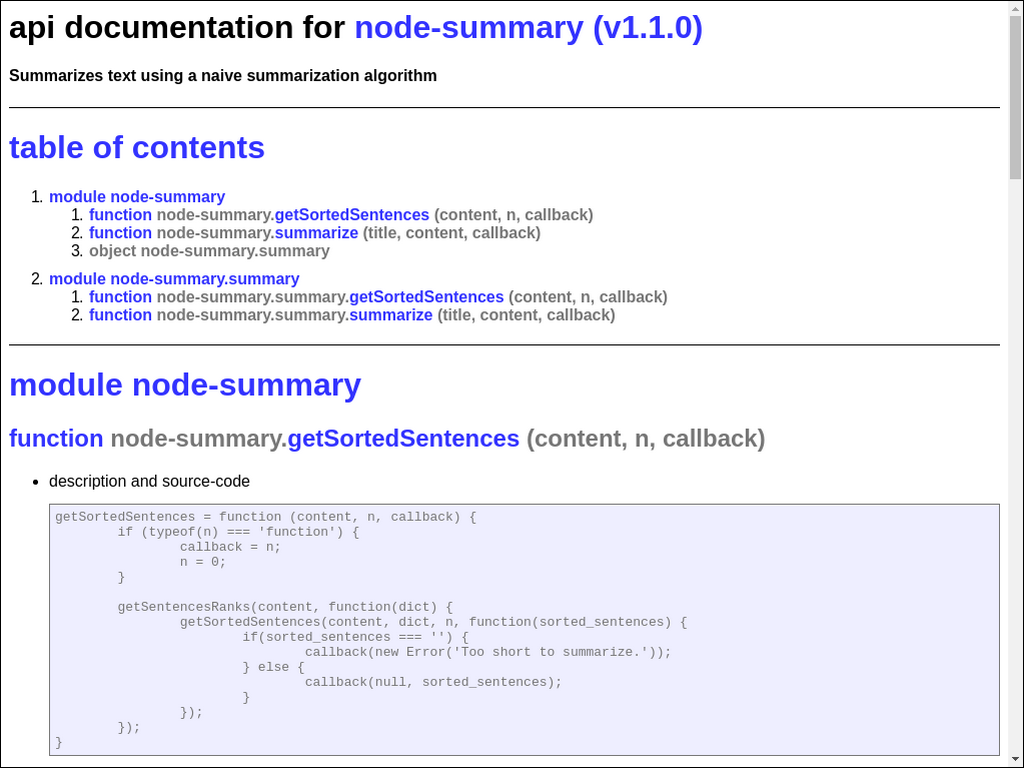 api documentation for node-summary (v1.1.0)
Summarizes text using a naive summarization algorithm
table of contents
1. module node-summary
1. function node-summary.getSortedSentences (content, n, callback)
2. function node-summary.summarize (title, content, callback)
3. object node-summary.summary
2. module node-summary.summary
1. function node-summary.summary.getSortedSentences (content, n, callback)
2. function node-summary.summary.summarize (title, content, callback)
module node-summary
function node-summary.getSortedSentences (content, n, callback)
• description and source-code
getSortedSentences = function (content, n, callback) {
        if (typeof(n) === 'function') {
                callback = n;
                n = 0;
        }

        getSentencesRanks(content, function(dict) {
                getSortedSentences(content, dict, n, function(sorted_sentences) {
                        if(sorted_sentences === '') {
                                callback(new Error('Too short to summarize.'));
                        } else {
                                callback(null, sorted_sentences);
                        }
                });
        });
}